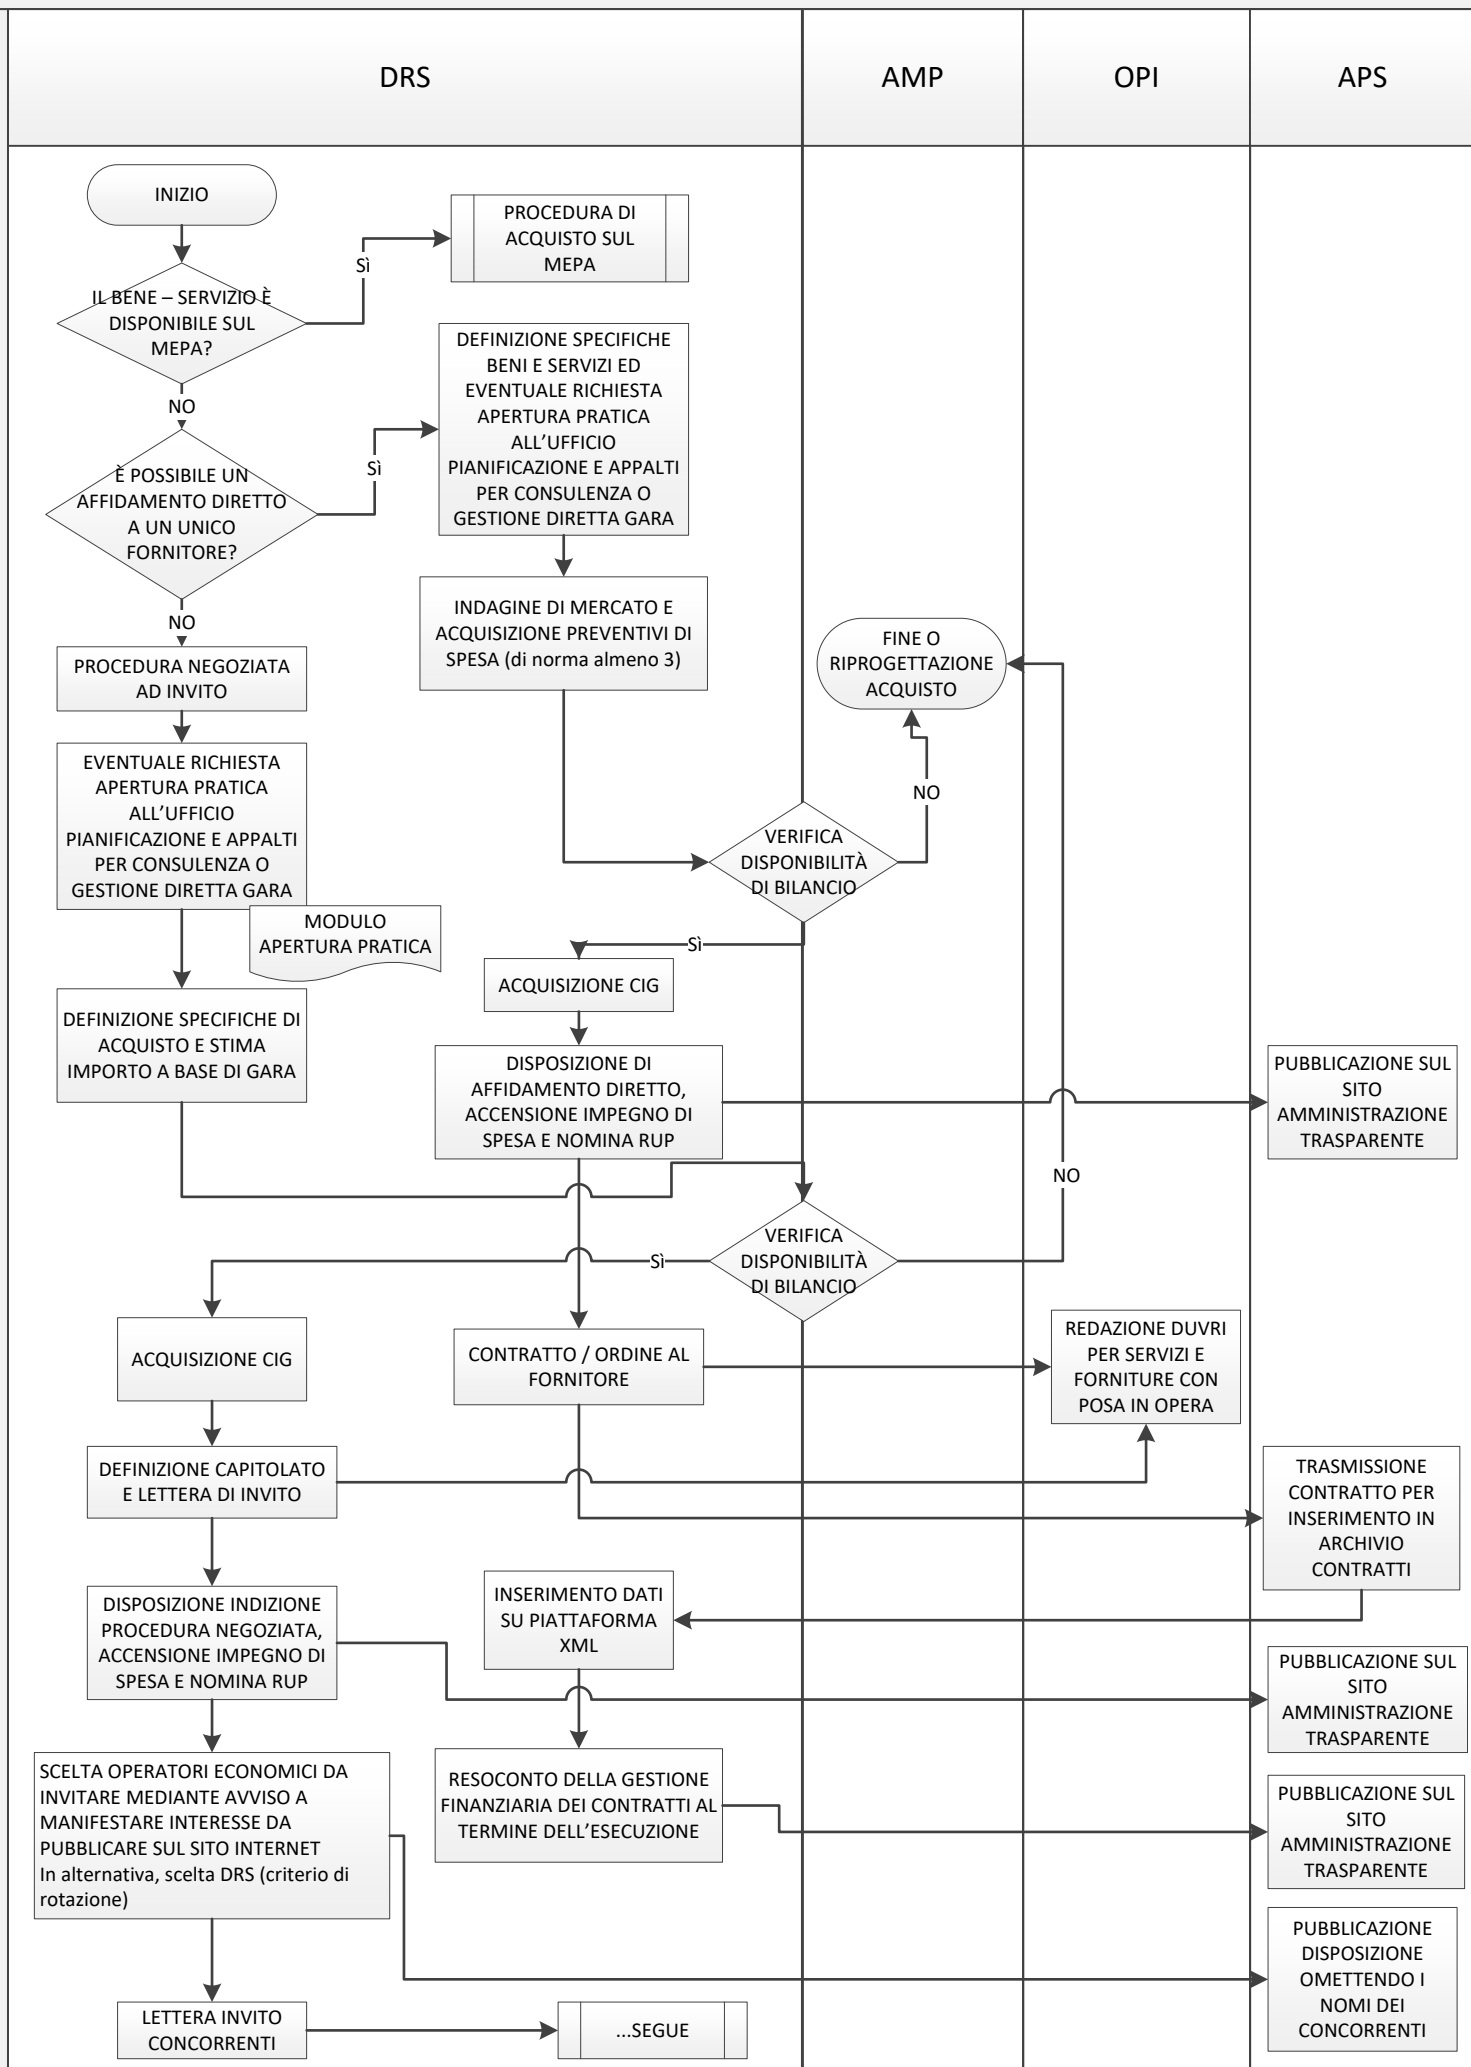 DRS
AMP
OPI
APS
INIZIO
PROCEDURA DI
ACQUISTO SUL
MEPA
Sì
IL BENE – SERVIZIO È
DISPONIBILE SUL
MEPA?
NO
DEFINIZIONE SPECIFICHE
BENI E SERVIZI ED
EVENTUALE RICHIESTA
APERTURA PRATICA
ALL'UFFICIO
PIANIFICAZIONE E APPALTI
PER CONSULENZA O
GESTIONE DIRETTA GARA
Sì
È POSSIBILE UN
AFFIDAMENTO DIRETTO
A UN UNICO
FORNITORE?
NO
INDAGINE DI MERCATO E
ACQUISIZIONE PREVENTIVI DI
SPESA (di norma almeno 3)
FINE O
RIPROGETTAZIONE
ACQUISTO
PROCEDURA NEGOZIATA
AD INVITO
EVENTUALE RICHIESTA
APERTURA PRATICA
ALL'UFFICIO
PIANIFICAZIONE E APPALTI
PER CONSULENZA O
GESTIONE DIRETTA GARA
NO
VERIFICA
DISPONIBILITÀ
DI BILANCIO
MODULO
APERTURA PRATICA
Sì
ACQUISIZIONE CIG
DEFINIZIONE SPECIFICHE DI
ACQUISTO E STIMA
IMPORTO A BASE DI GARA
DISPOSIZIONE DI
AFFIDAMENTO DIRETTO,
ACCENSIONE IMPEGNO DI
SPESA E NOMINA RUP
PUBBLICAZIONE SUL
SITO
AMMINISTRAZIONE
TRASPARENTE
NO
VERIFICA
DISPONIBILITÀ
DI BILANCIO
Sì
ACQUISIZIONE CIG
CONTRATTO / ORDINE AL
FORNITORE
REDAZIONE DUVRI
PER SERVIZI E
FORNITURE CON
POSA IN OPERA
DEFINIZIONE CAPITOLATO
E LETTERA DI INVITO
TRASMISSIONE
CONTRATTO PER
INSERIMENTO IN
ARCHIVIO
CONTRATTI
DISPOSIZIONE INDIZIONE
PROCEDURA NEGOZIATA,
ACCENSIONE IMPEGNO DI
SPESA E NOMINA RUP
INSERIMENTO DATI
SU PIATTAFORMA
XML
PUBBLICAZIONE SUL
SITO
AMMINISTRAZIONE
TRASPARENTE
SCELTA OPERATORI ECONOMICI DA
INVITARE MEDIANTE AVVISO A
MANIFESTARE INTERESSE DA
PUBBLICARE SUL SITO INTERNET
In alternativa, scelta DRS (criterio di
rotazione)
RESOCONTO DELLA GESTIONE
FINANZIARIA DEI CONTRATTI AL
TERMINE DELL'ESECUZIONE
PUBBLICAZIONE SUL
SITO
AMMINISTRAZIONE
TRASPARENTE
PUBBLICAZIONE
DISPOSIZIONE
OMETTENDO I
NOMI DEI
CONCORRENTI
LETTERA INVITO
CONCORRENTI
...SEGUE